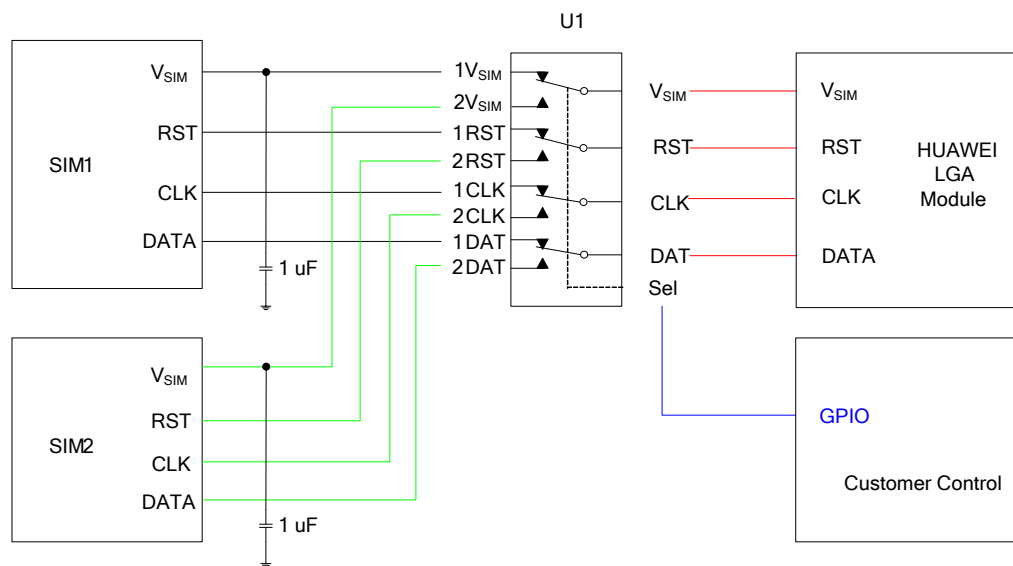 U1
SIM1
VSIM
RST
CLK
DATA
1 uF
1VSIM
2VSIM
1RST
2RST
1CLK
2CLK
1DAT
2DAT
VSIM
RST
CLK
DAT
Sel
VSIM
RST
CLK
DATA
HUAWEI
LGA
Module
SIM2
VSIM
RST
CLK
DATA
1 uF
GPIO
Customer Control